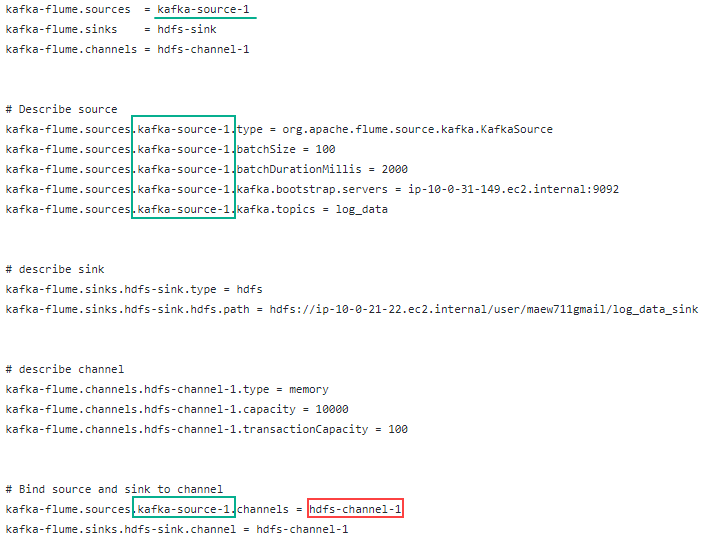 kafka-flume.sources  = kafka-source-1
kafka-flume.sinks    = hdfs-sink
kafka-flume.channels = hdfs-channel-1
# Describe source
kafka-flume.sources.kafka-source-1.type = org.apache.flume.source.kafka.KafkaSource
kafka-flume.sources.kafka-source-1.batchSize = 100
kafka-flume.sources.kafka-source-1.batchDurationMillis = 2000
kafka-flume.sources.kafka-source-1.kafka.bootstrap.servers = ip-10-0-31-149.ec2.internal:9092
kafka-flume.sources.kafka-source-1.kafka.topics = log_data
# describe sink
kafka-flume.sinks.hdfs-sink.type = hdfs
kafka-flume.sinks.hdfs-sink.hdfs.path = hdfs://ip-10-0-21-22.ec2.internal/user/maew711gmail/log_data_sink
# describe channel
kafka-flume.channels.hdfs-channel-1.type = memory
kafka-flume.channels.hdfs-channel-1.capacity = 10000
kafka-flume.channels.hdfs-channel-1.transactionCapacity = 100
# Bind source and sink to channel
kafka-flume.sources.kafka-source-1.channels = hdfs-channel-1
kafka-flume.sinks.hdfs-sink.channel = hdfs-channel-1